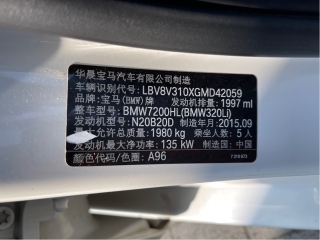 华晨宝马汽车有限公司制造
车辆识别代号: LBV8V310XGMD42059
品牌: 宝马(BMW)牌 发动机排量: 1997 ml
整车型号: BMW7200HL(BMW320Li)
发动机型号: N20B20D 制造年月: 2015.09
最大允许总质量: 1980 kg 乘坐人数: 5 人
发动机最大净功率: 135 kW 制造国: 中国
颜色代码/色圈: A96